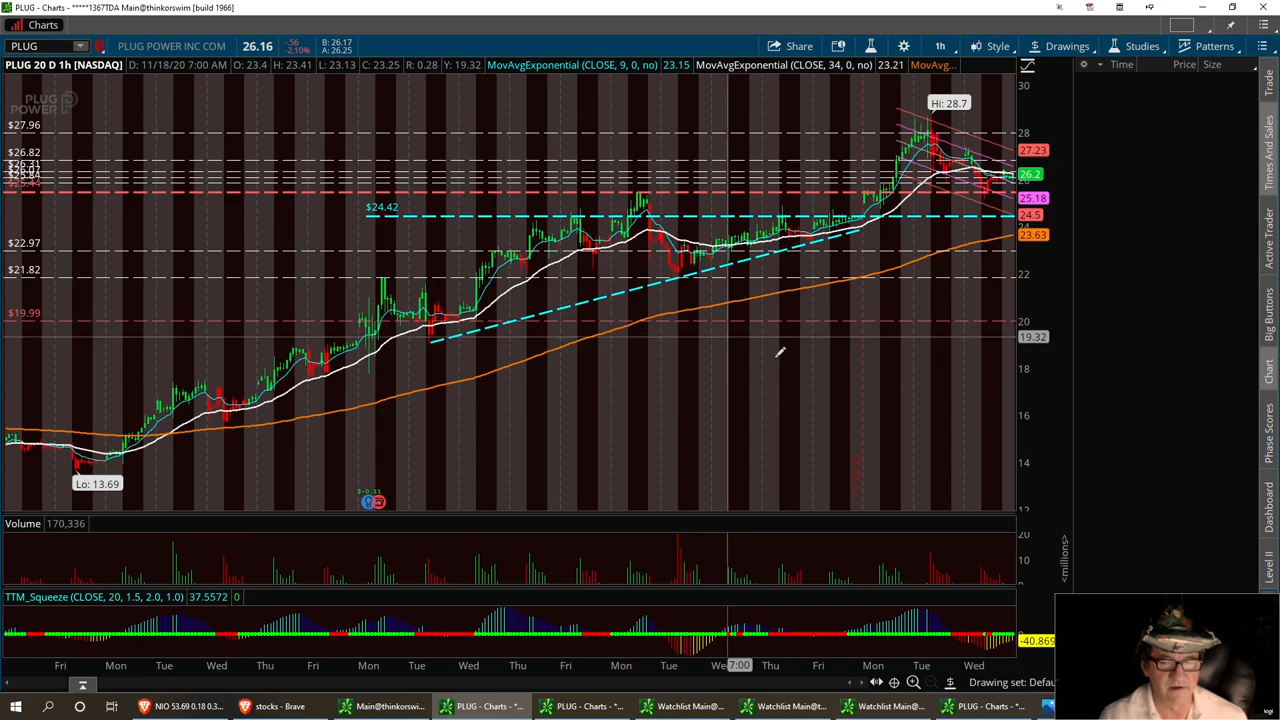 PLUG - Charts - *****1367TDA Main@thinkorswim [build 1966]
Charts
PLUG
PLUG POWER INC COM
26.16
-.56
-2.10%
B: 26.17
A: 26.25
Share
1h
Style
Drawings
Studies
Patterns
PLUG 20 D 1h [NASDAQ]
D: 11/18/20 7:00 AM
O: 23.4
H: 23.41
L: 23.13
C: 23.25
R: 0.28
Y: 19.32
MovAvgExponential (CLOSE, 9, 0, no)
23.15
MovAvgExponential (CLOSE, 34, 0, no)
23.21
MovAvg...
Time
Price
Size
PLUG
POWER
Hi: 28.7
$27.96
$26.82
$25.44
$24.42
$22.97
$21.82
$19.99
Lo: 13.69
30
28
27.23
26.2
25.18
24.5
24
23.63
22
20
19.32
18
16
14
12
Volume
170,336
20
10
0
<millions>
TTM_Squeeze (CLOSE, 20, 1.5, 2.0, 1.0)
37.5572
0
-40.869
Fri
Mon
Tue
Wed
Thu
Fri
Mon
Tue
Wed
Thu
Fri
Mon
Tue
7:00
Thu
Fri
Mon
Tue
Wed
Drawing set: Defau
Trade
Times And Sales
Active Trader
Big Buttons
Chart
Phase Scores
Dashboard
Level II
NIO 53.69 0.18 0.3
stocks - Brave
Main@thinkorswim...
PLUG - Charts - *...
PLUG - Charts - *...
Watchlist Main@...
Watchlist Main@t...
Watchlist Main@...
PLUG - Charts - *...
logi